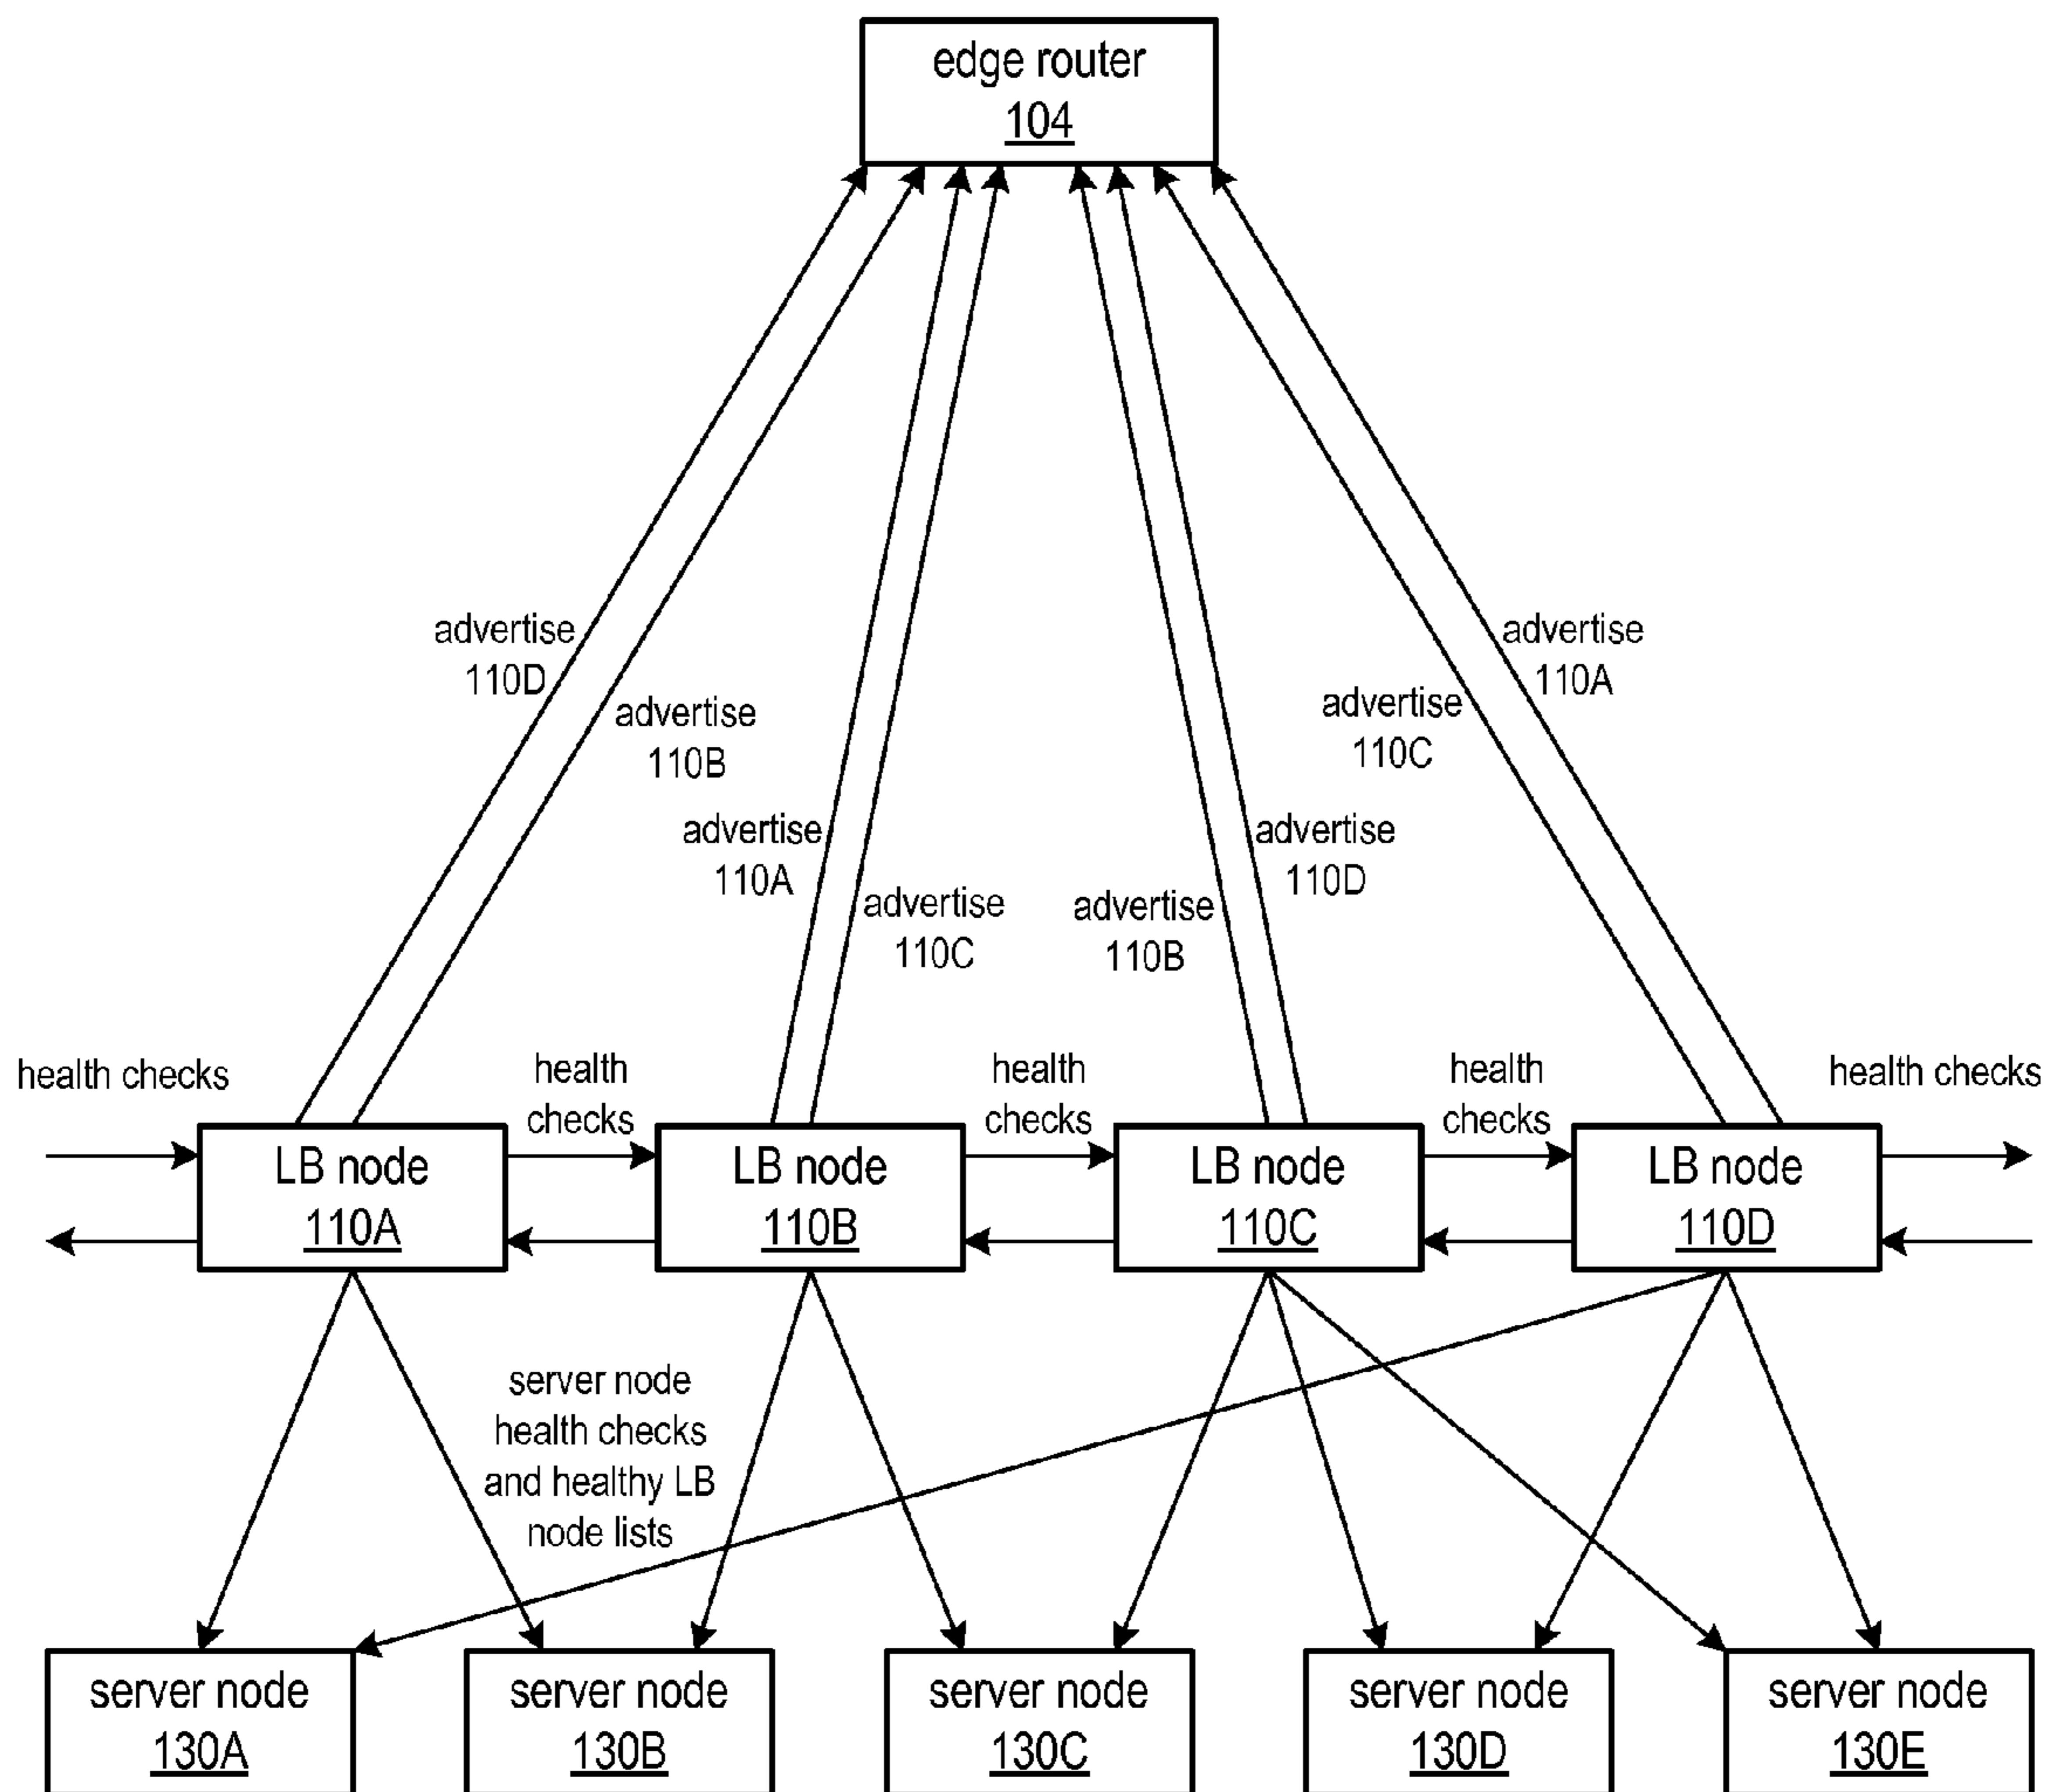 edge router
104
advertise
110D
advertise
110B
advertise
110A
advertise
110C
advertise
110B
advertise
110D
advertise
110C
advertise
110A
health checks
health
checks
health
checks
health
checks
health checks
LB node
110A
LB node
110B
LB node
110C
LB node
110D
server node
health checks
and healthy LB
node lists
server node
130A
server node
130B
server node
130C
server node
130D
server node
130E